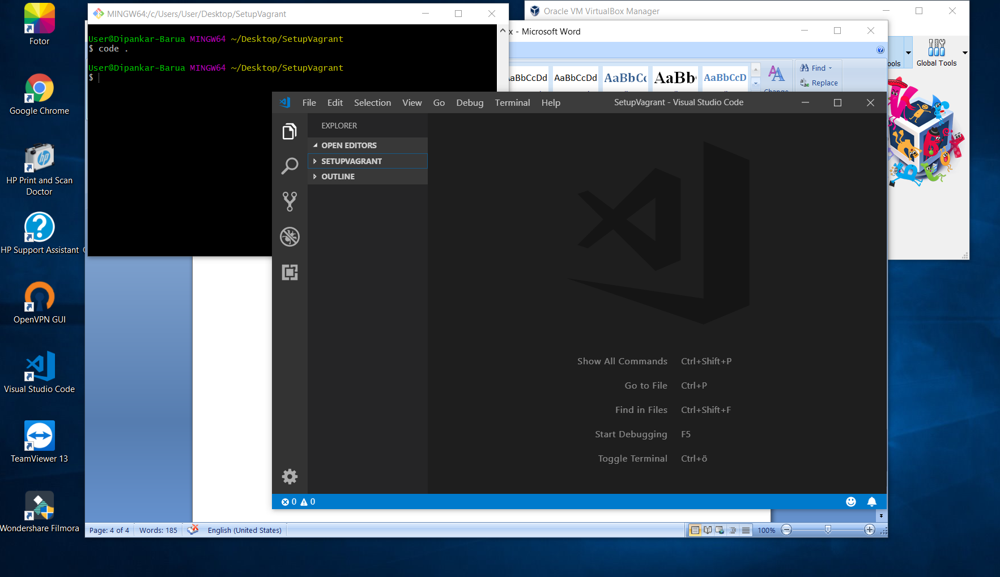 Fotor
Google Chrome
HP Print and Scan
Doctor
HP Support Assistant
OpenVPN GUI
Visual Studio Code
TeamViewer 13
Wondershare Filmora
MINGW64:/c/Users/User/Desktop/SetupVagrant
User@Dipankar-Barua MINGW64 ~/Desktop/SetupVagrant
$ code .
User@Dipankar-Barua MINGW64 ~/Desktop/SetupVagrant
$
Oracle VM VirtualBox Manager
x - Microsoft Word
ools
Global Tools
AaBbCcDd AaBbCcDd AaBbCc AaBb AaBbCcD
Find
Replace
Change
File Edit Selection View Go Debug Terminal Help
SetupVagrant - Visual Studio Code
EXPLORER
OPEN EDITORS
SETUPVAGRANT
OUTLINE
Show All Commands Ctrl+Shift+P
Go to File Ctrl+P
Find in Files Ctrl+Shift+F
Start Debugging F5
Toggle Terminal Ctrl+ö
0 0
Page: 4 of 4 Words: 185 English (United States) 100%